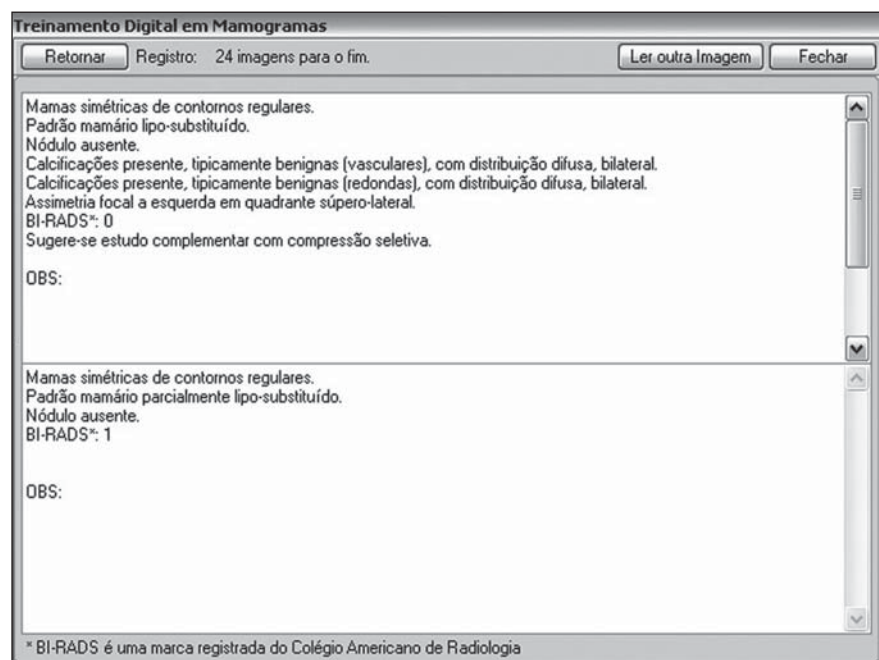 Treinamento Digital em Mamogramas
Retornar Registro: 24 imagens para o fim. Ler outra Imagem Fechar
Mamas simétricas de contornos regulares.
Padrão mamário lipo-substituído.
Nódulo ausente.
Calcificações presente, tipicamente benignas (vasculares), com distribuição difusa, bilateral.
Calcificações presente, tipicamente benignas (redondas), com distribuição difusa, bilateral.
Assimetria focal a esquerda em quadrante súpero-lateral.
BI-RADS*: 0
Sugere-se estudo complementar com compressão seletiva.
OBS:
Mamas simétricas de contornos regulares.
Padrão mamário parcialmente lipo-substituído.
Nódulo ausente.
BI-RADS*: 1
OBS:
* BI-RADS é uma marca registrada do Colégio Americano de Radiologia